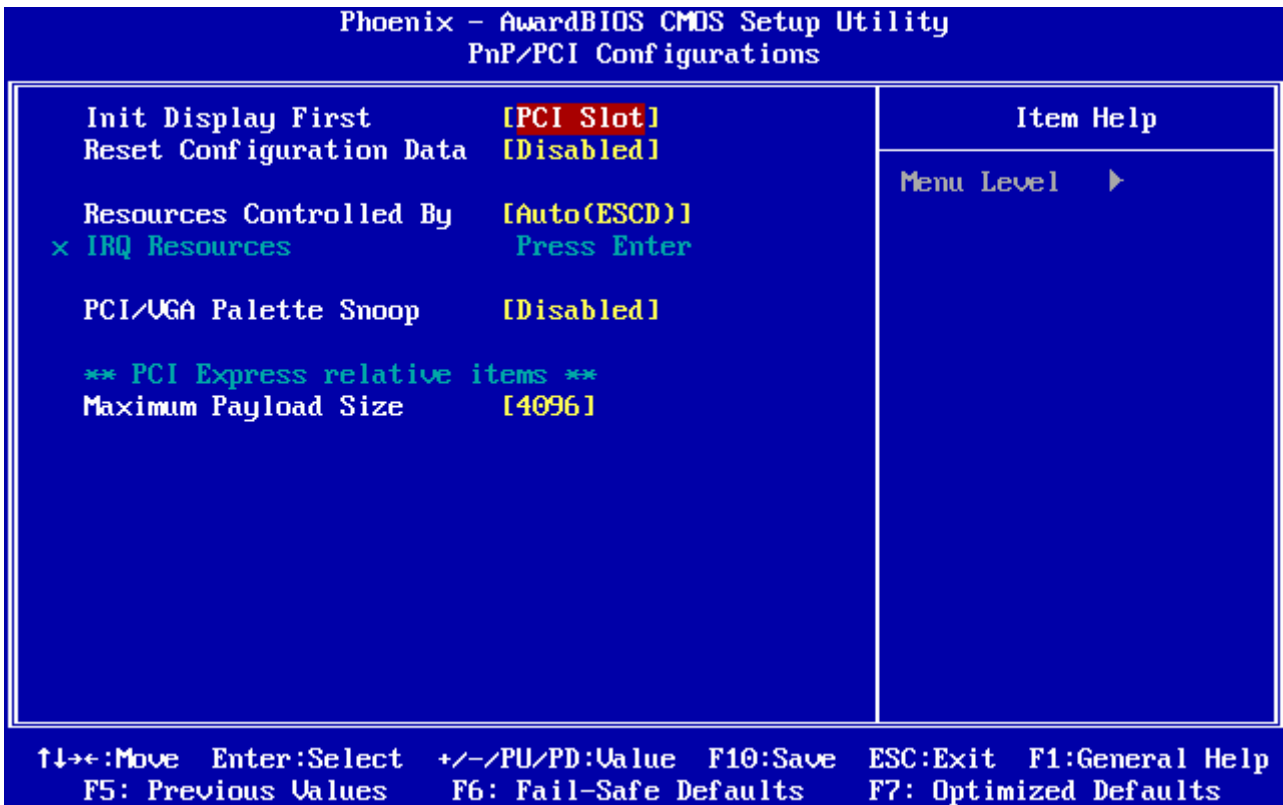 Phoenix - AwardBIOS CMOS Setup Utility
PnP/PCI Configurations
Init Display First [PCI Slot]
Reset Configuration Data [Disabled]
Resources Controlled By [Auto(ESCD)]
x IRQ Resources Press Enter
PCI/VGA Palette Snoop [Disabled]
** PCI Express relative items **
Maximum Payload Size [4096]
Item Help
Menu Level ►
↑↓→←:Move Enter:Select +/-/PU/PD:Value F10:Save ESC:Exit F1:General Help
F5: Previous Values F6: Fail-Safe Defaults F7: Optimized Defaults